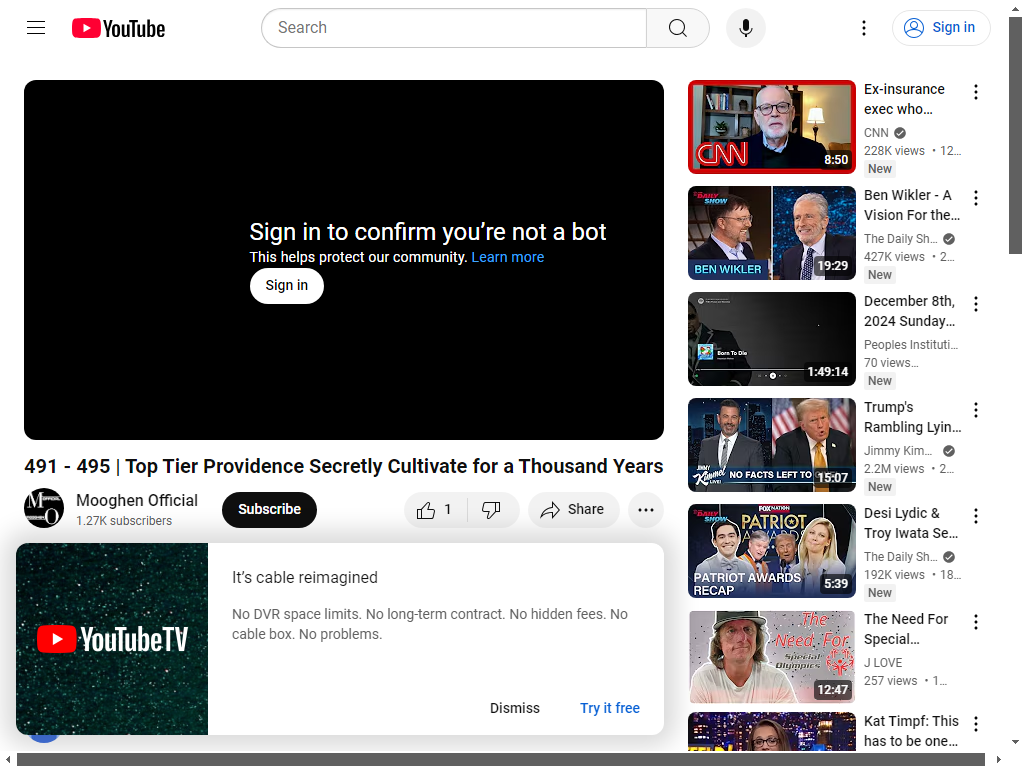 YouTube
Search
Sign in
Sign in to confirm you’re not a bot
This helps protect our community. Learn more
Sign in
491 - 495 | Top Tier Providence Secretly Cultivate for a Thousand Years
Mooghen Official
1.27K subscribers
Subscribe
1
Share
YouTubeTV
It’s cable reimagined
No DVR space limits. No long-term contract. No hidden fees. No
cable box. No problems.
Dismiss
Try it free
CNN
8:50
Ex-insurance
exec who…
CNN
228K views • 12…
New
THE DAILY SHOW
BEN WIKLER
19:29
Ben Wikler - A
Vision For the…
The Daily Sh…
427K views • 2…
New
Born To Die
1:49:14
December 8th,
2024 Sunday…
Peoples Instituti…
70 views…
New
JIMMY KIMMEL LIVE!
NO FACTS LEFT TO
15:07
Trump's
Rambling Lyin…
Jimmy Kim…
2.2M views • 2…
New
THE DAILY SHOW
FOX NATION
PATRIOT
AWARDS
PATRIOT AWARDS
RECAP
5:39
Desi Lydic &
Troy Iwata Se…
The Daily Sh…
192K views • 18…
New
The
Need For
Special
Olympics
12:47
The Need For
Special…
J LOVE
257 views • 1…
Kat Timpf: This
has to be one…